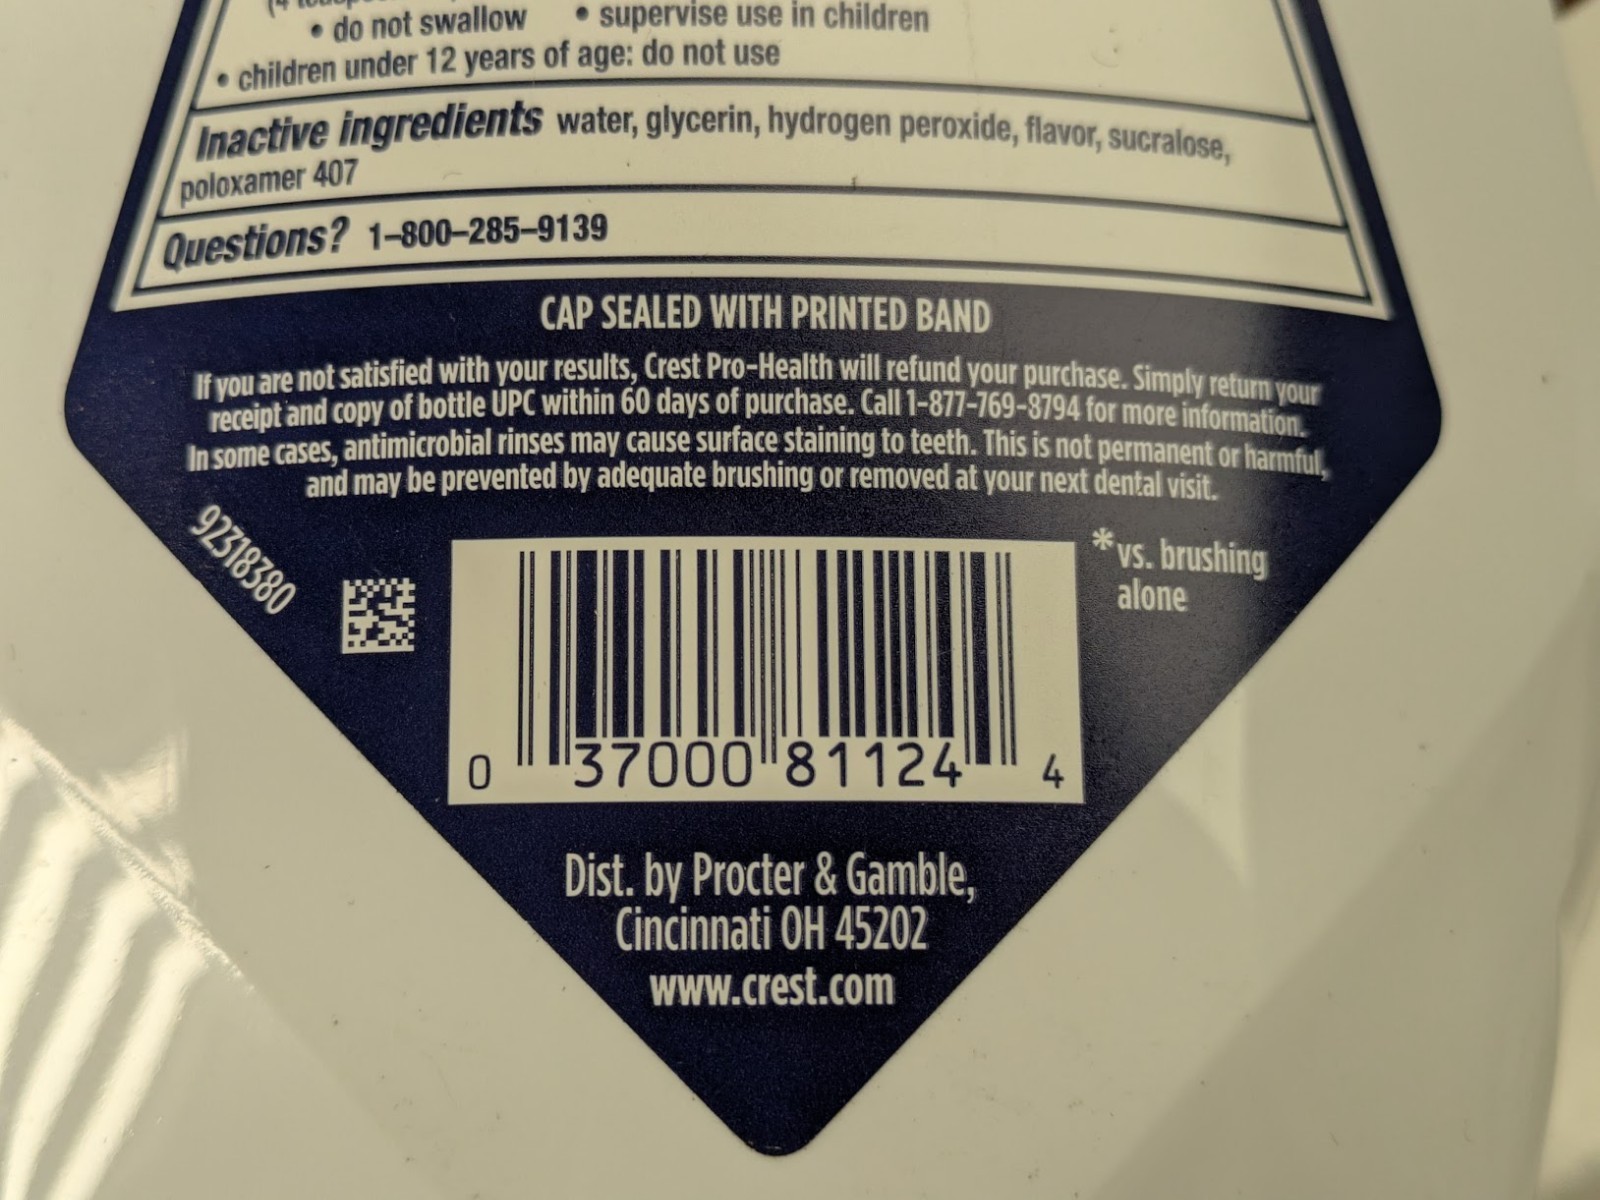 • do not swallow • supervise use in children
• children under 12 years of age: do not use
Inactive ingredients water, glycerin, hydrogen peroxide, flavor, sucralose,
poloxamer 407
Questions? 1-800-285-9139
CAP SEALED WITH PRINTED BAND
If you are not satisfied with your results, Crest Pro-Health will refund your purchase. Simply return your
receipt and copy of bottle UPC within 60 days of purchase. Call 1-877-769-8794 for more information.
In some cases, antimicrobial rinses may cause surface staining to teeth. This is not permanent or harmful,
and may be prevented by adequate brushing or removed at your next dental visit.
92318380
*vs. brushing
alone
0 37000 81124 4
Dist. by Procter & Gamble,
Cincinnati OH 45202
www.crest.com